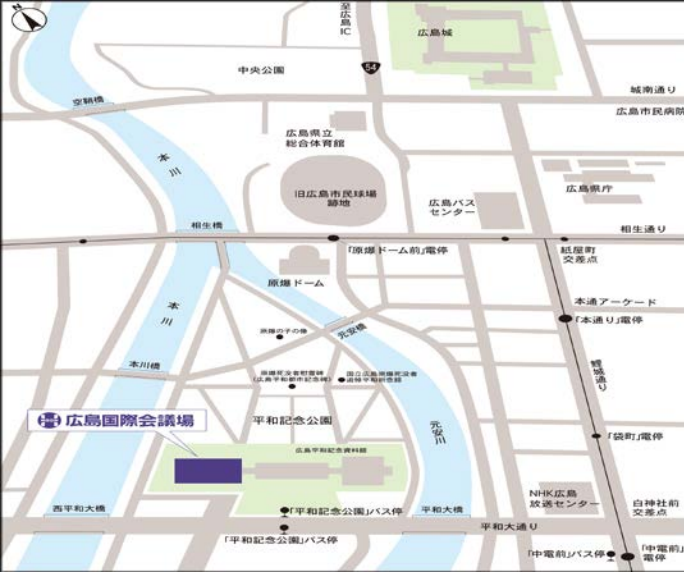 至広島IC
54
広島城
中央公園
城南通り
広島市民病院
空鞘橋
本川
広島県立
総合体育館
旧広島市民球場
跡地
広島バス
センター
広島県庁
相生橋
相生通り
「原爆ドーム前」電停
紙屋町
交差点
原爆ドーム
本川
本通アーケード
「本通り」電停
原爆の子の像
元安橋
本川橋
原爆死没者慰霊碑
(広島平和都市記念碑)
国立広島原爆死没者
追悼平和祈念館
鯉城通り
広島国際会議場
平和記念公園
元安川
「袋町」電停
広島平和記念資料館
NHK広島
放送センター
白神社前
交差点
西平和大橋
「平和記念公園」バス停
平和大橋
平和大通り
「平和記念公園」バス停
「中電前」バス停
「中電前」
電停